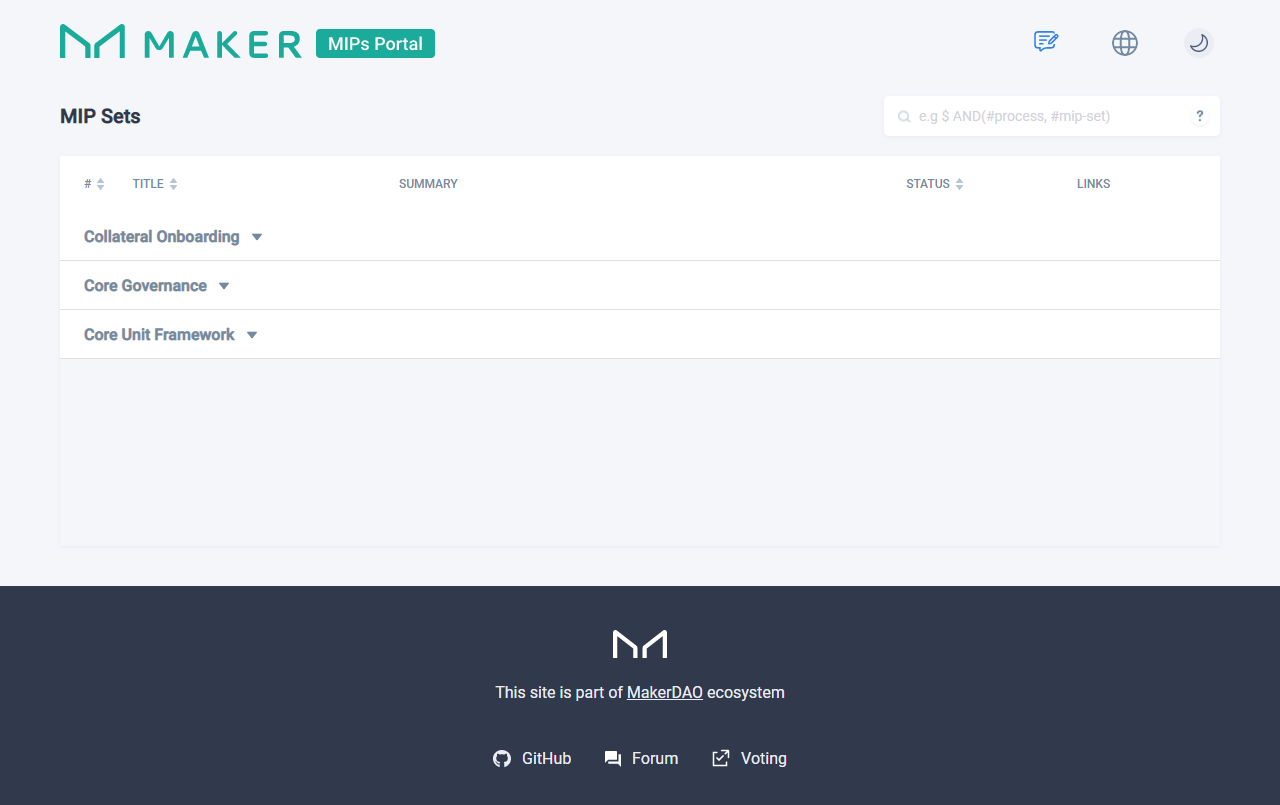 MAKER MIPs Portal
MIP Sets
e.g $ AND(#process, #mip-set) ?
# TITLE SUMMARY STATUS LINKS
Collateral Onboarding
Core Governance
Core Unit Framework
This site is part of MakerDAO ecosystem
GitHub Forum Voting